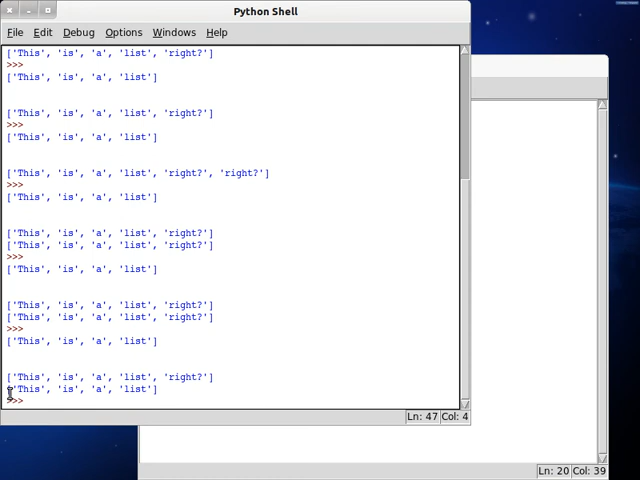 Python Shell
File Edit Debug Options Windows Help
['This', 'is', 'a', 'list', 'right?']
>>>
['This', 'is', 'a', 'list']
['This', 'is', 'a', 'list', 'right?']
>>>
['This', 'is', 'a', 'list']
['This', 'is', 'a', 'list', 'right?', 'right?']
>>>
['This', 'is', 'a', 'list']
['This', 'is', 'a', 'list', 'right?']
['This', 'is', 'a', 'list', 'right?']
>>>
['This', 'is', 'a', 'list']
['This', 'is', 'a', 'list', 'right?']
['This', 'is', 'a', 'list', 'right?']
>>>
['This', 'is', 'a', 'list']
['This', 'is', 'a', 'list', 'right?']
['This', 'is', 'a', 'list']
>>>
Ln: 47 Col: 4
Ln: 20 Col: 39